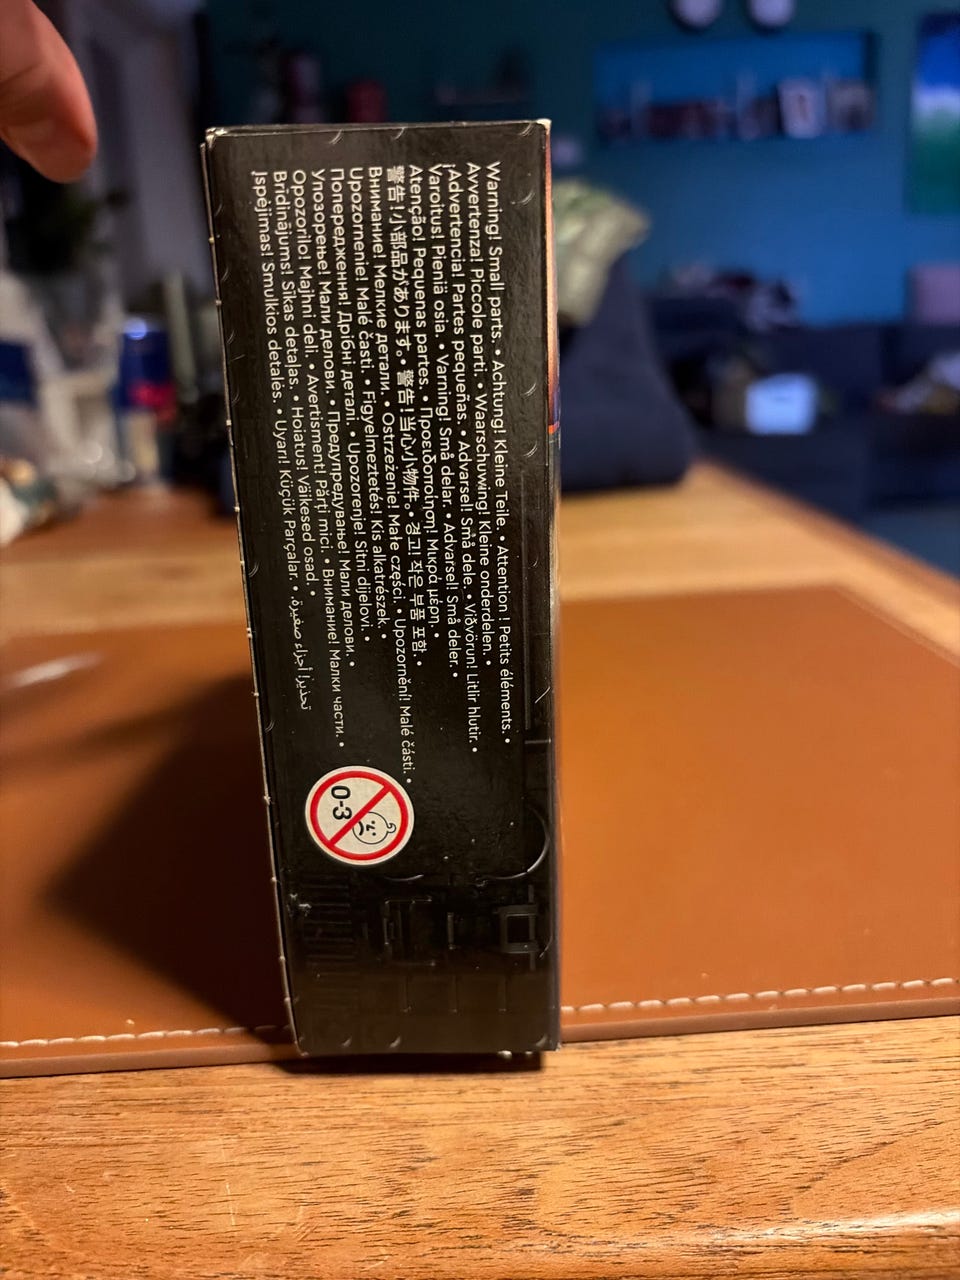 Warning! Small parts. • Achtung! Kleine Teile. • Attention ! Petits éléments. •
Avvertenza! Piccole parti. • Waarschuwing! Kleine onderdelen. •
¡Advertencia! Partes pequeñas. • Advarsel! Små dele. • Viðvörun! Litlir hlutir. •
Varoitus! Pieniä osia. • Varning! Små delar. • Advarsel! Små deler. •
Atenção! Pequenas partes. • Προειδοποίηση! Μικρά μέρη. •
警告!小部品があります。• 警告!当心小物件。• 경고! 작은 부품 포함. •
Внимание! Мелкие детали. • Ostrzeżenie! Małe części. • Upozornění! Malé části. •
Upozornenie! Malé časti. • Figyelmeztetés! Kis alkatrészek. •
Попередження! Дрібні деталі. • Upozorenje! Sitni dijelovi. •
Упозорење! Мали делови. • Предупредување! Мали делови. •
Opozorilo! Majhni deli. • Avertisment! Părți mici. • Внимание! Малки части. •
Brīdinājums! Sīkas detaļas. • Hoiatus! Väikesed osad. •
Įspėjimas! Smulkios detalės. • Uyarı! Küçük Parçalar. • تحذير! أجزاء صغيرة.
0-3